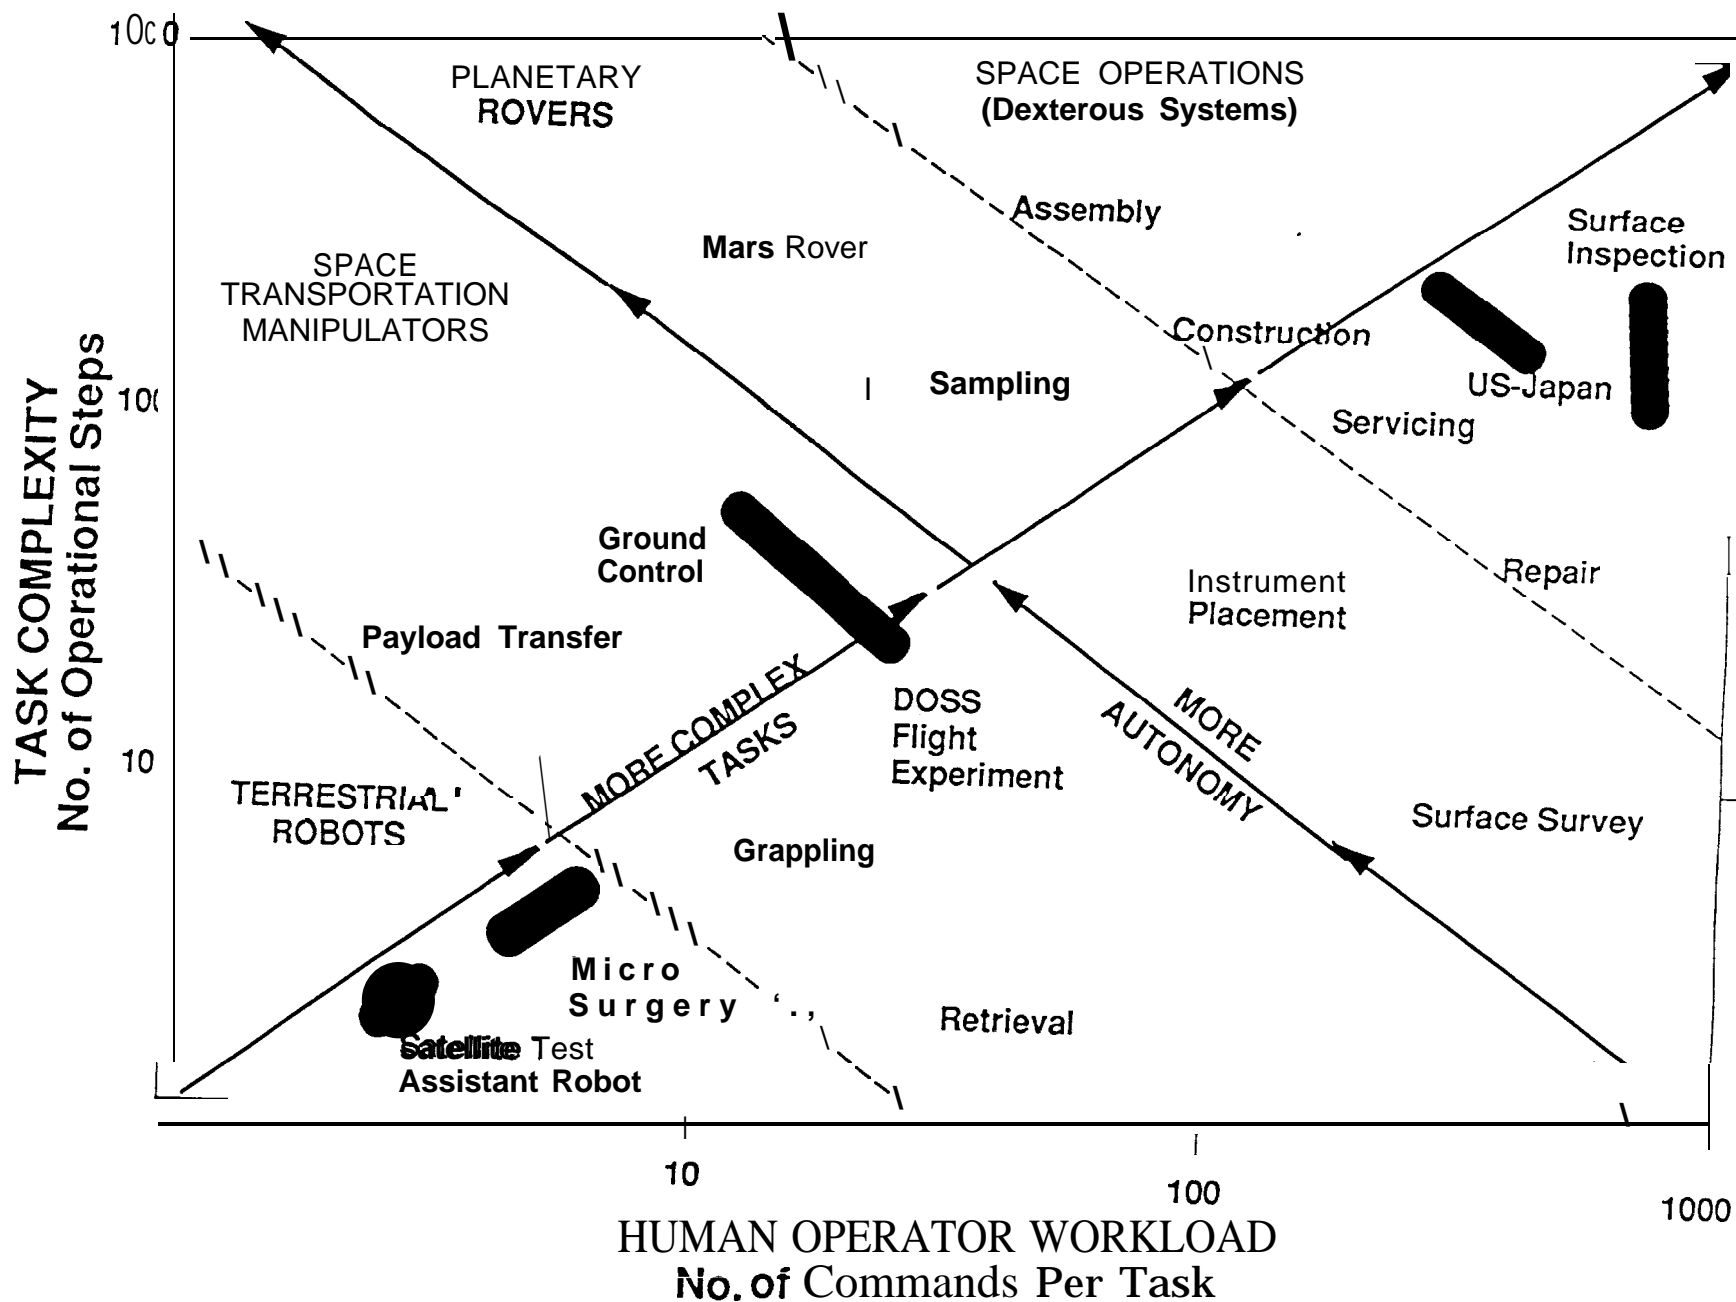 PLANETARY
ROVERS
SPACE OPERATIONS
(Dexterous Systems)
Assembly
Surface
Inspection
Mars Rover
SPACE
TRANSPORTATION
MANIPULATORS
Construction
US-Japan
Sampling
Servicing
Ground
Control
Instrument
Placement
Repair
Payload Transfer
MORE COMPLEX
TASKS
DOSS
Flight
Experiment
MORE
AUTONOMY
TERRESTRIAL
ROBOTS
Surface Survey
Grappling
Micro
Surgery
Retrieval
Satellite Test
Assistant Robot
TASK COMPLEXITY
No. of Operational Steps
1000
100
10
10
100
1000
HUMAN OPERATOR WORKLOAD
No. of Commands Per Task